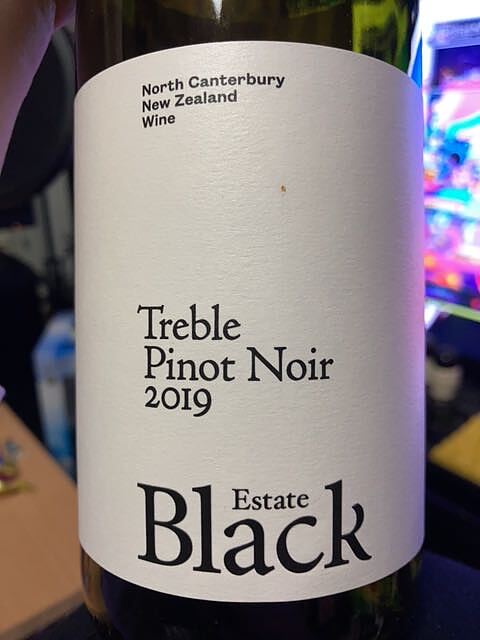 North Canterbury
New Zealand
Wine
Treble
Pinot Noir
2019
Estate
Black